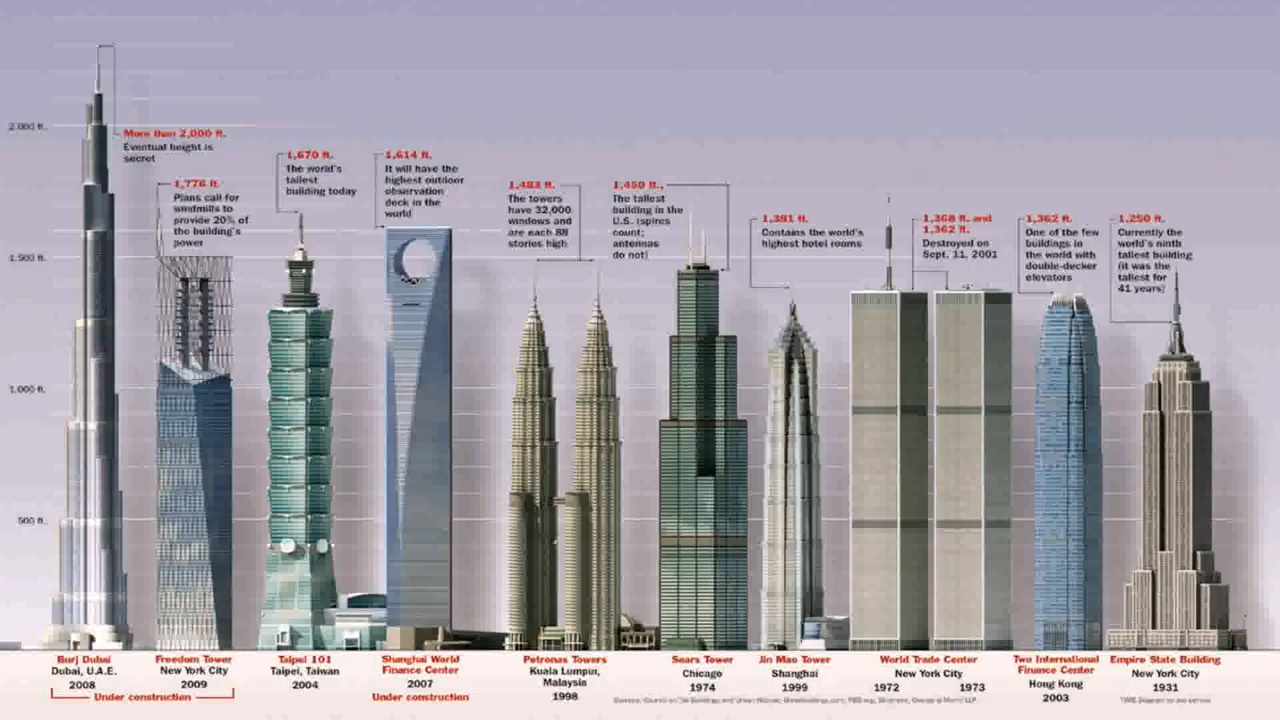 2,000 ft.
1,500 ft.
1,000 ft.
500 ft.
More than 2,000 ft.
Eventual height is
secret
1,776 ft.
Plans call for
windmills to
provide 20% of
the building's
power
1,670 ft.
The world's
tallest
building today
1,614 ft.
It will have the
highest outdoor
observation
deck in the
world
1,483 ft.
The towers
have 32,000
windows and
are each 88
stories high
1,450 ft.,
The tallest
building in the
U.S. (spires
count;
antennas
do not)
1,381 ft.
Contains the world's
highest hotel rooms
1,368 ft. and
1,362 ft.
Destroyed on
Sept. 11, 2001
1,362 ft.
One of the few
buildings in
the world with
double-decker
elevators
1,250 ft.
Currently the
world's ninth
tallest building
(it was the
tallest for
41 years)
Burj Dubai
Dubai, U.A.E.
2008
Freedom Tower
New York City
2009
Under construction
Taipei 101
Taipei, Taiwan
2004
Shanghai World
Finance Center
2007
Under construction
Petronas Towers
Kuala Lumpur,
Malaysia
1998
Sears Tower
Chicago
1974
Jin Mao Tower
Shanghai
1999
World Trade Center
New York City
1972 1973
Two International
Finance Center
Hong Kong
2003
Empire State Building
New York City
1931